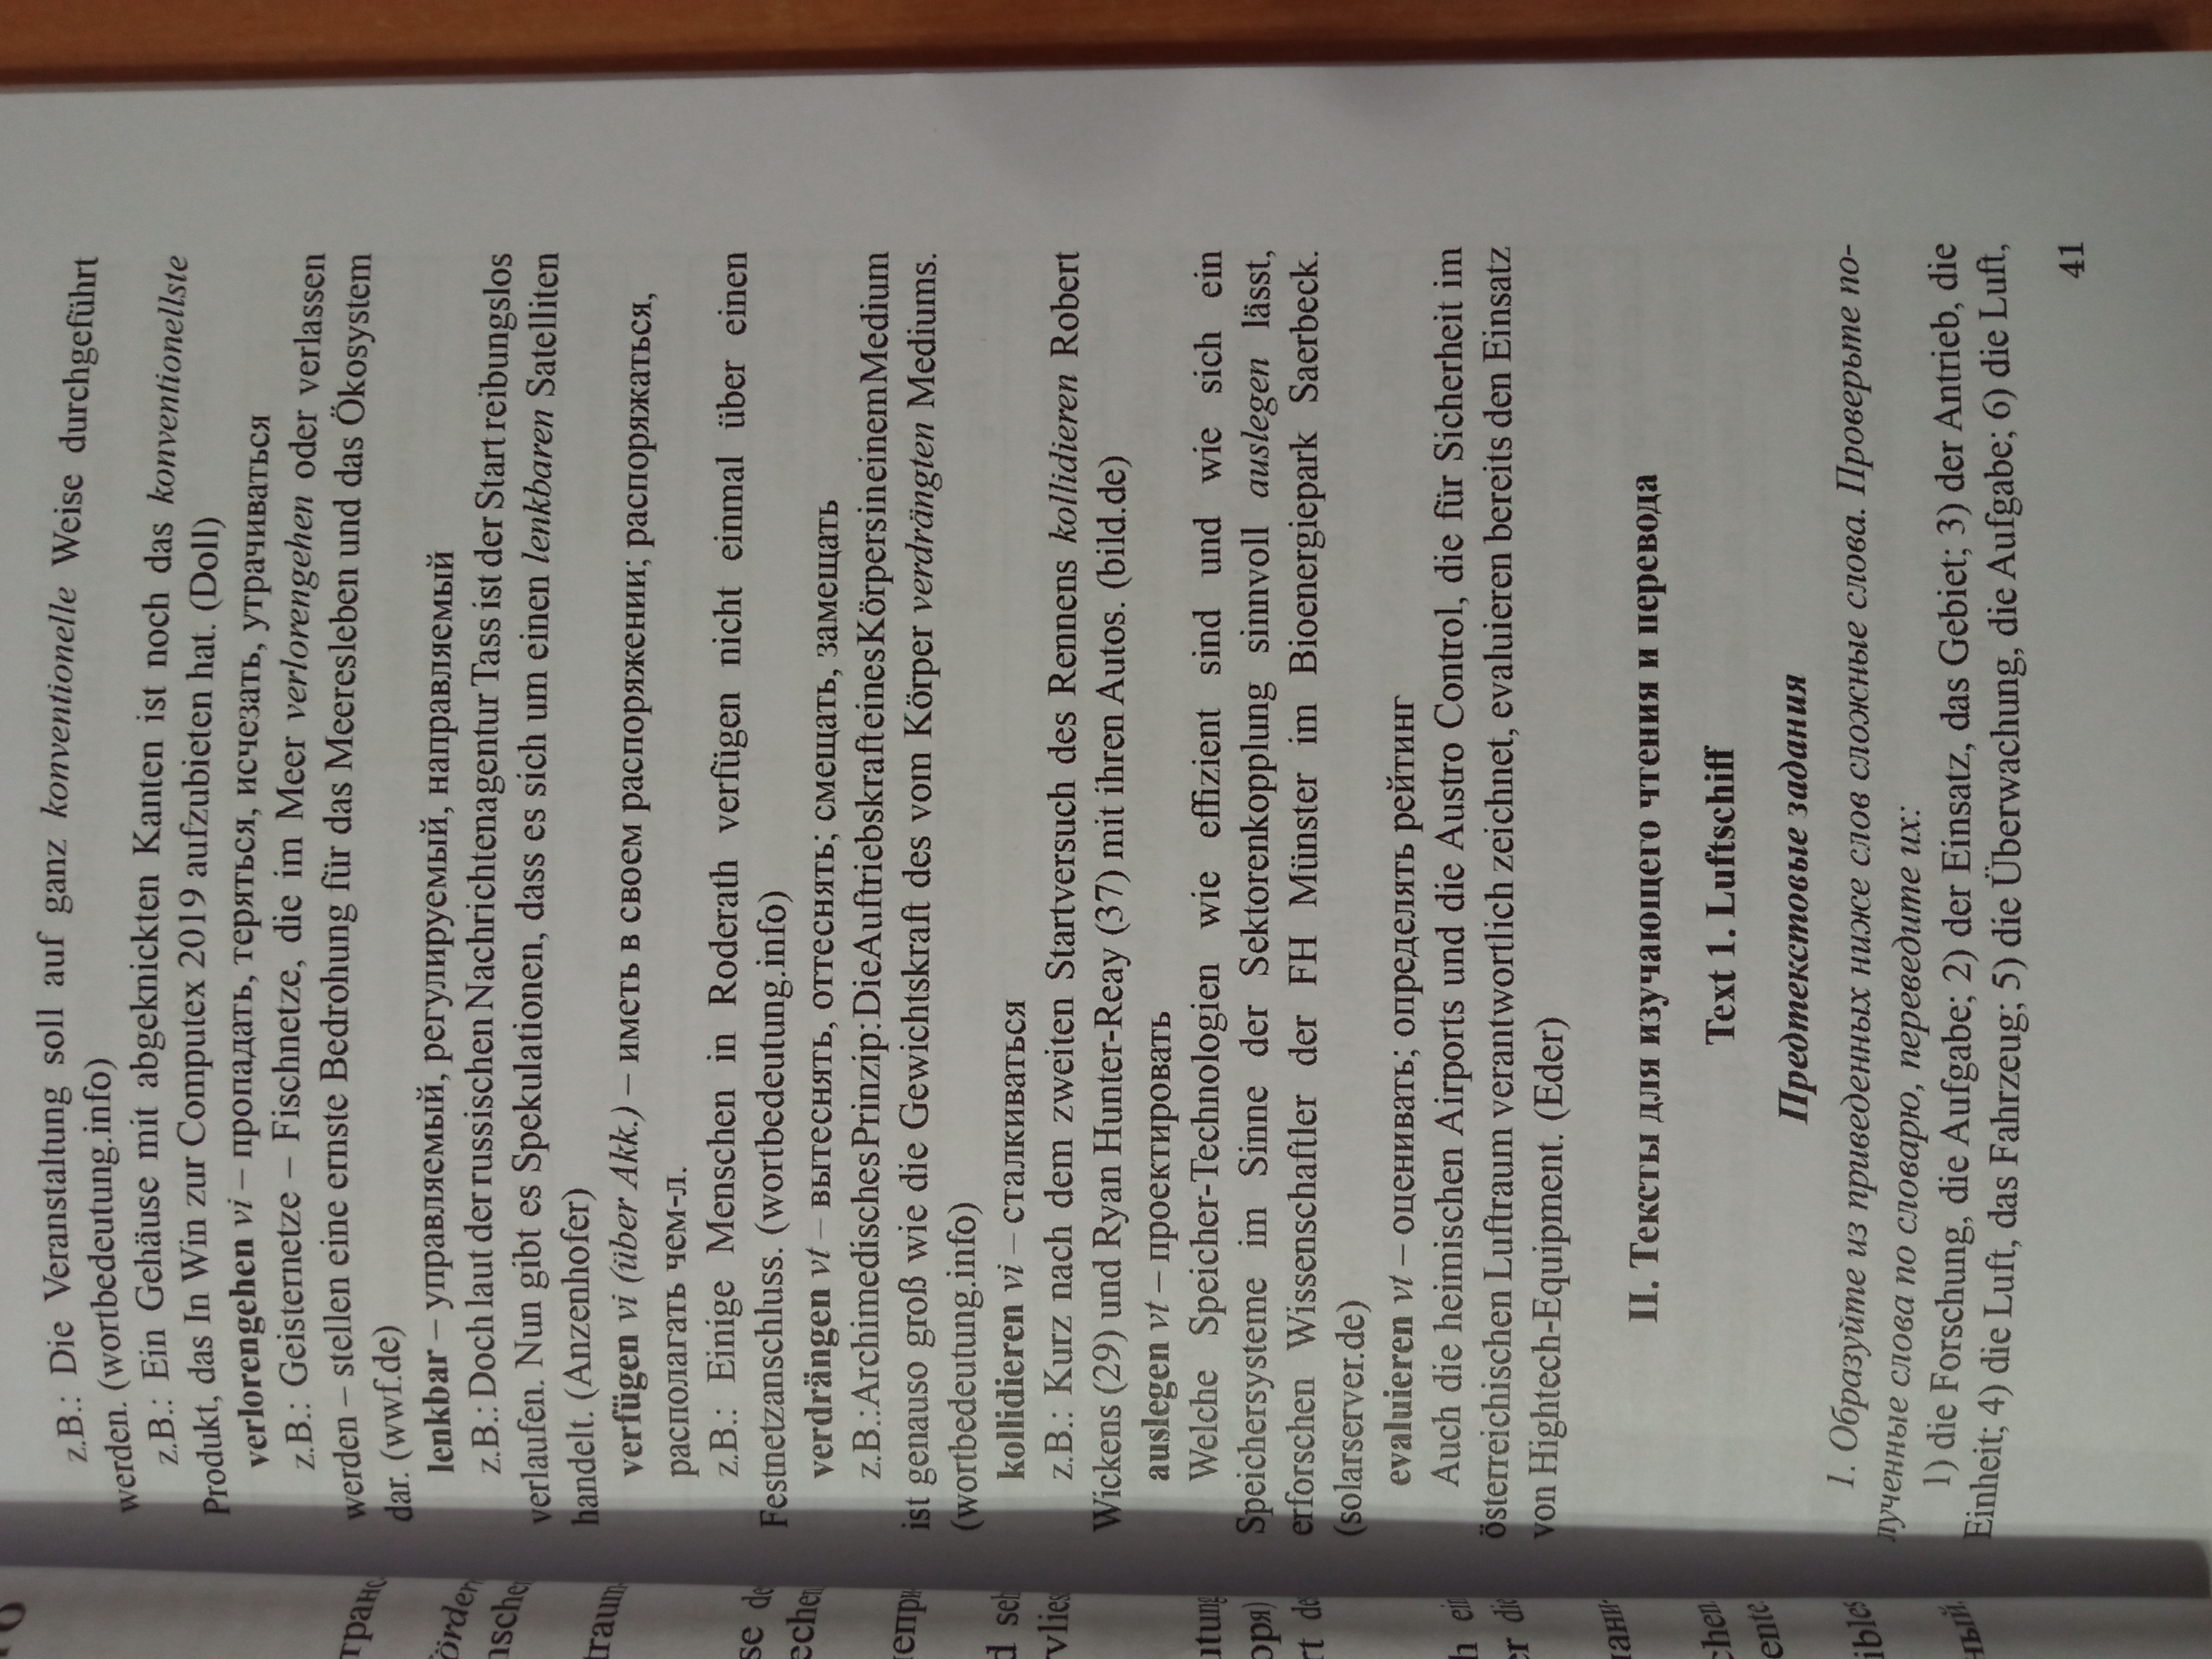 z.B.: Die Veranstaltung soll auf ganz konventionelle Weise durchgeführt
werden. (wortbedeutung.info)
z.B.: Ein Gehäuse mit abgeknickten Kanten ist noch das konventionellste
Produkt, das In Win zur Computex 2019 aufzubieten hat. (Doll)
verlorengehen vi – пропадать, теряться, исчезать, утрачиваться
z.B.: Geisternetze – Fischnetze, die im Meer verlorengehen oder verlassen
werden – stellen eine ernste Bedrohung für das Meeresleben und das Ökosystem
dar. (wwf.de)
lenkbar – управляемый, регулируемый, направляемый
z.B.: Doch laut der russischen Nachrichtenagentur Tass ist der Start reibungslos
verlaufen. Nun gibt es Spekulationen, dass es sich um einen lenkbaren Satelliten
handelt. (Anzenhofer)
verfügen vi (über Akk.) – иметь в своем распоряжении; распоряжаться,
располагать чем-л.
z.B.: Einige Menschen in Roderath verfügen nicht einmal über einen
Festnetzanschluss. (wortbedeutung.info)
verdrängen vt – вытеснять, оттеснять; смещать, замещать
z.B.: Archimedisches Prinzip: Die Auftriebskraft eines Körpers in einem Medium
ist genauso groß wie die Gewichtskraft des vom Körper verdrängten Mediums.
(wortbedeutung.info)
kollidieren vi – сталкиваться
z.B.: Kurz nach dem zweiten Startversuch des Rennens kollidieren Robert
Wickens (29) und Ryan Hunter-Reay (37) mit ihren Autos. (bild.de)
auslegen vt – проектировать
Welche Speicher-Technologien wie effizient sind und wie sich ein
Speichersysteme im Sinne der Sektorenkopplung sinnvoll auslegen lässt,
erforschen Wissenschaftler der FH Münster im Bioenergiepark Saerbeck.
(solarserver.de)
evaluieren vt – оценивать; определять рейтинг
Auch die heimischen Airports und die Austro Control, die für Sicherheit im
österreichischen Luftraum verantwortlich zeichnet, evaluieren bereits den Einsatz
von Hightech-Equipment. (Eder)
II. Тексты для изучающего чтения и перевода
Text 1. Luftschiff
Предтекстовые задания
1. Образуйте из приведенных ниже слов сложные слова. Проверьте по-
лученные слова по словарю, переведите их:
1) die Forschung, die Aufgabe; 2) der Einsatz, das Gebiet; 3) der Antrieb, die
Einheit; 4) die Luft, das Fahrzeug; 5) die Überwachung, die Aufgabe; 6) die Luft,
41